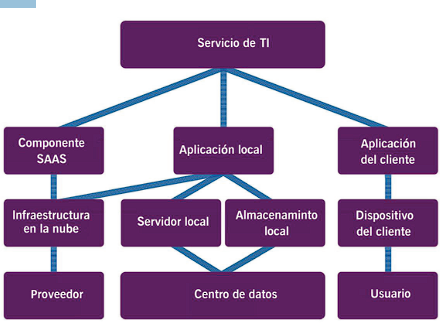 Servicio de TI
Componente
SAAS
Aplicación local
Aplicación
del cliente
Infraestructura
en la nube
Servidor local
Almacenaminto
local
Dispositivo
del cliente
Proveedor
Centro de datos
Usuario